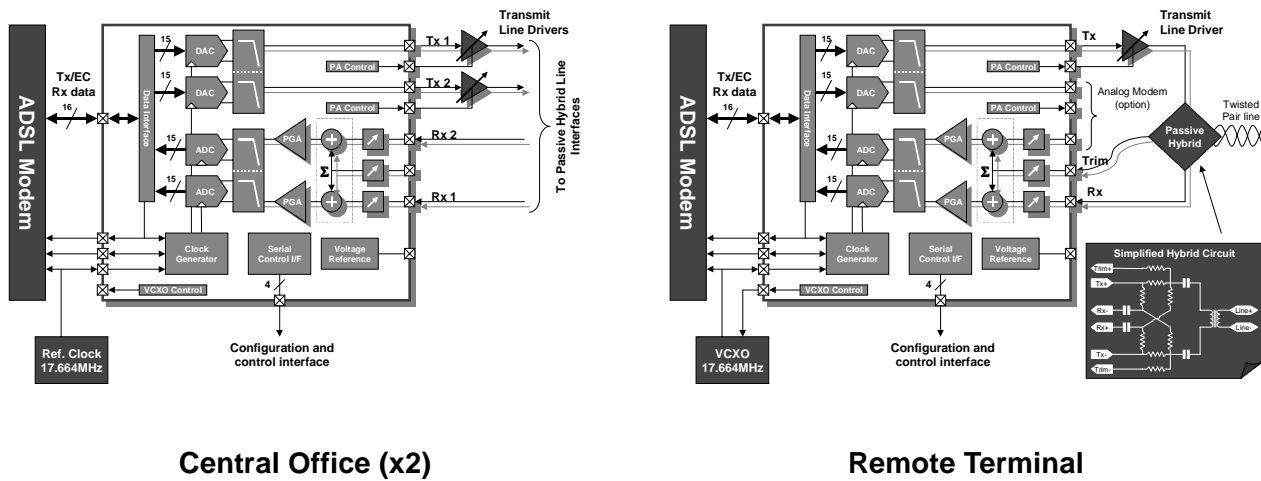 ADSL Modem
Tx/EC
Rx data
16
Data Interface
15
DAC
15
DAC
15
ADC
15
ADC
PGA
PGA
Σ
PA Control
PA Control
Tx 1
Tx 2
Rx 2
Rx 1
Transmit
Line Drivers
To Passive Hybrid Line
Interfaces
Clock
Generator
Serial
Control I/F
Voltage
Reference
VCXO Control
4
Ref. Clock
17.664MHz
Configuration and
control interface
Central Office (x2)
ADSL Modem
Tx/EC
Rx data
16
Data Interface
15
DAC
15
DAC
15
ADC
15
ADC
PGA
PGA
Σ
PA Control
PA Control
Tx
Trim
Rx
Transmit
Line Driver
Analog Modem
(option)
Passive
Hybrid
Twisted
Pair line
Clock
Generator
Serial
Control I/F
Voltage
Reference
VCXO Control
4
VCXO
17.664MHz
Configuration and
control interface
Simplified Hybrid Circuit
Trim+
Tx+
Rx-
Rx+
Tx-
Trim-
Line+
Line-
Remote Terminal